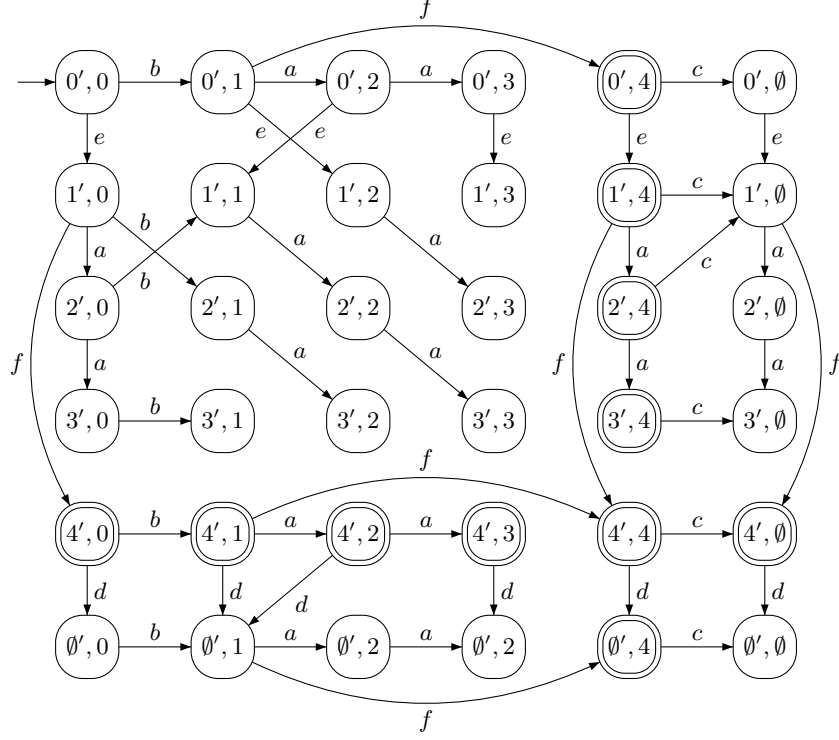 f
0′, 0 b 0′, 1 a 0′, 2 a 0′, 3 0′, 4 c 0′, ∅
e e e e e e
1′, 0 1′, 1 1′, 2 1′, 3 1′, 4 c 1′, ∅
b
a a a a a
b c
2′, 0 2′, 1 2′, 2 2′, 3 2′, 4 2′, ∅
f a a a f a a f
3′, 0 b 3′, 1 3′, 2 3′, 3 3′, 4 c 3′, ∅
f
4′, 0 b 4′, 1 a 4′, 2 a 4′, 3 4′, 4 c 4′, ∅
d d d d d d
∅′, 0 b ∅′, 1 a ∅′, 2 a ∅′, 2 ∅′, 4 c ∅′, ∅
f